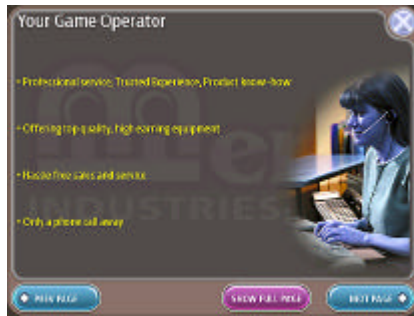 Your Game Operator
• Professional service, Trusted Experience, Product know-how
• Offering top quality, high earning equipment
• Hassle free sales and service
• Only a phone call away
INDUSTRIES
PREV PAGE
SHOW FULL PAGE
NEXT PAGE